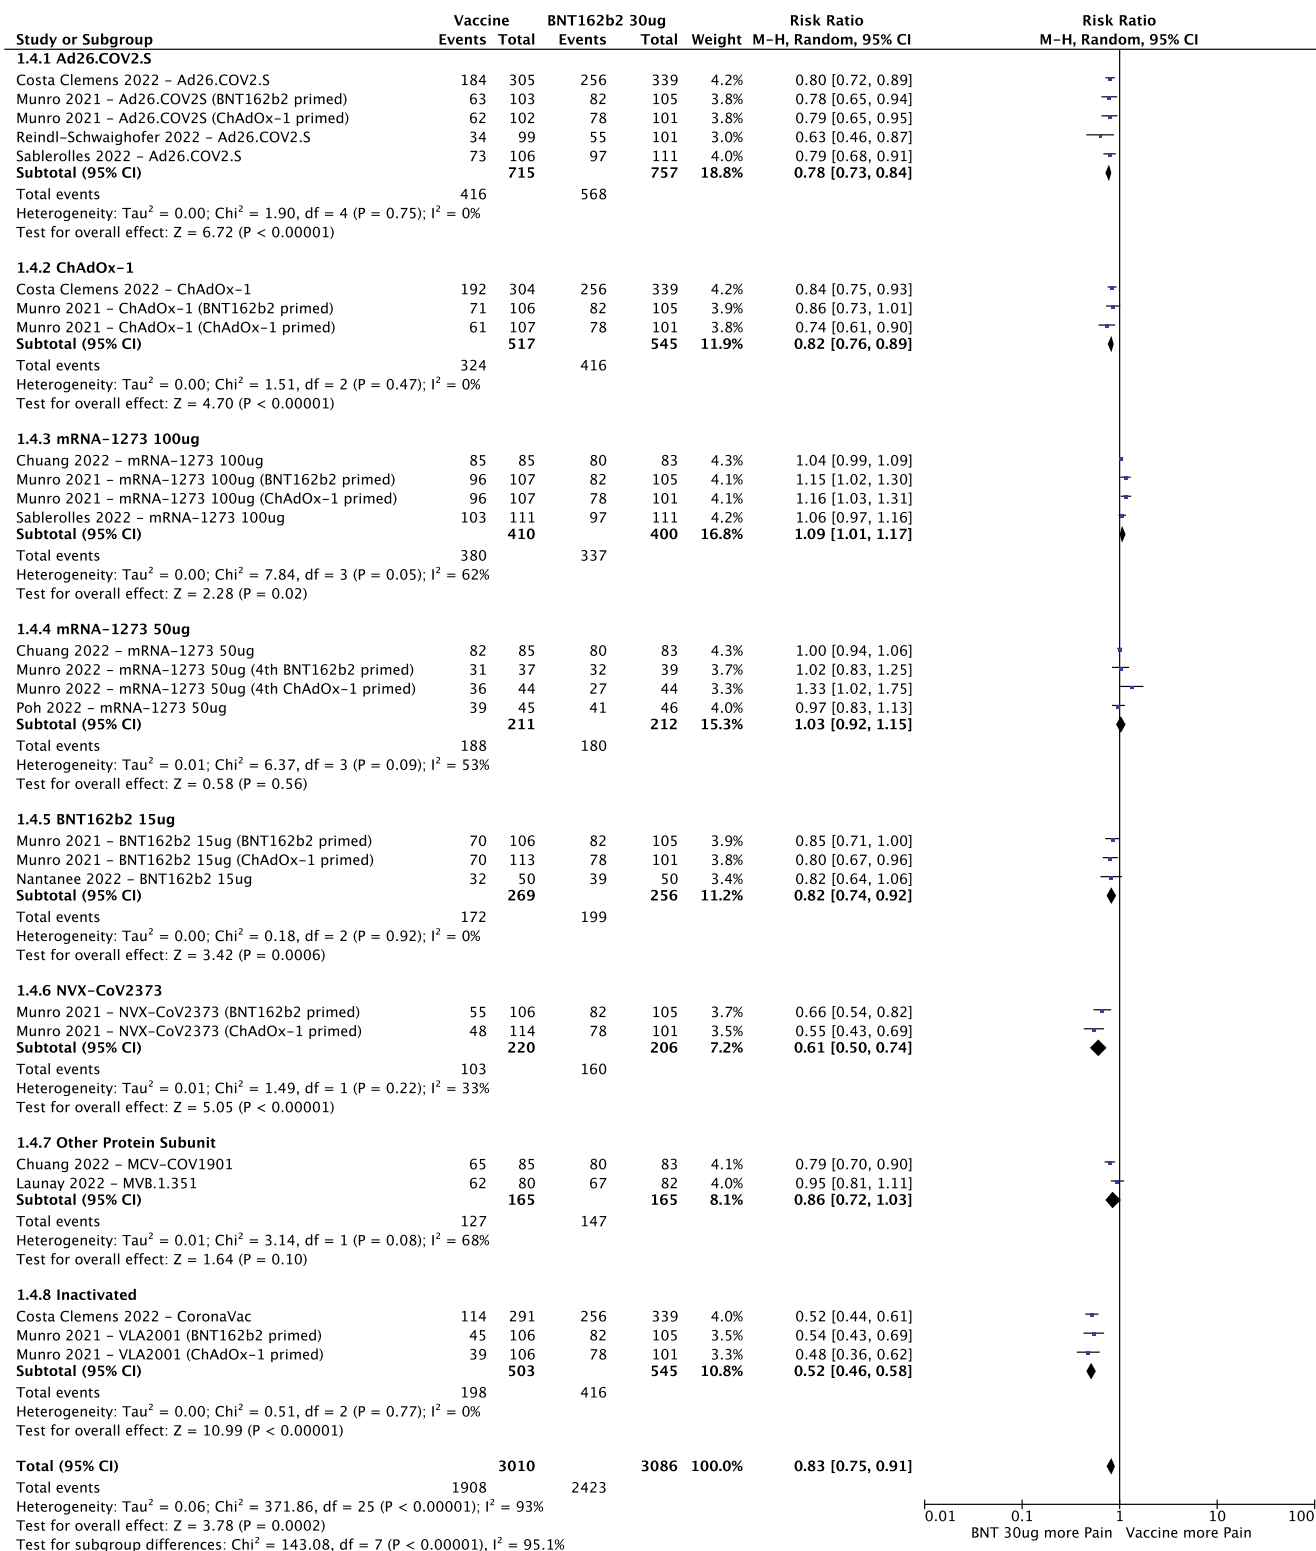 Vaccine BNT162b2 30ug Risk Ratio Risk Ratio
Study or Subgroup Events Total Events Total Weight M-H, Random, 95% CI M-H, Random, 95% CI
1.4.1 Ad26.COV2.S
Costa Clemens 2022 – Ad26.COV2.S 184 305 256 339 4.2% 0.80 [0.72, 0.89]
Munro 2021 – Ad26.COV2S (BNT162b2 primed) 63 103 82 105 3.8% 0.78 [0.65, 0.94]
Munro 2021 – Ad26.COV2S (ChAdOx-1 primed) 62 102 78 101 3.8% 0.79 [0.65, 0.95]
Reindl-Schwaighofer 2022 – Ad26.COV2.S 34 99 55 101 3.0% 0.63 [0.46, 0.87]
Sablerolles 2022 – Ad26.COV2.S 73 106 97 111 4.0% 0.79 [0.68, 0.91]
Subtotal (95% CI) 715 757 18.8% 0.78 [0.73, 0.84]
Total events 416 568
Heterogeneity: Tau² = 0.00; Chi² = 1.90, df = 4 (P = 0.75); I² = 0%
Test for overall effect: Z = 6.72 (P < 0.00001)
1.4.2 ChAdOx-1
Costa Clemens 2022 – ChAdOx-1 192 304 256 339 4.2% 0.84 [0.75, 0.93]
Munro 2021 – ChAdOx-1 (BNT162b2 primed) 71 106 82 105 3.9% 0.86 [0.73, 1.01]
Munro 2021 – ChAdOx-1 (ChAdOx-1 primed) 61 107 78 101 3.8% 0.74 [0.61, 0.90]
Subtotal (95% CI) 517 545 11.9% 0.82 [0.76, 0.89]
Total events 324 416
Heterogeneity: Tau² = 0.00; Chi² = 1.51, df = 2 (P = 0.47); I² = 0%
Test for overall effect: Z = 4.70 (P < 0.00001)
1.4.3 mRNA-1273 100ug
Chuang 2022 – mRNA-1273 100ug 85 85 80 83 4.3% 1.04 [0.99, 1.09]
Munro 2021 – mRNA-1273 100ug (BNT162b2 primed) 96 107 82 105 4.1% 1.15 [1.02, 1.30]
Munro 2021 – mRNA-1273 100ug (ChAdOx-1 primed) 96 107 78 101 4.1% 1.16 [1.03, 1.31]
Sablerolles 2022 – mRNA-1273 100ug 103 111 97 111 4.2% 1.06 [0.97, 1.16]
Subtotal (95% CI) 410 400 16.8% 1.09 [1.01, 1.17]
Total events 380 337
Heterogeneity: Tau² = 0.00; Chi² = 7.84, df = 3 (P = 0.05); I² = 62%
Test for overall effect: Z = 2.28 (P = 0.02)
1.4.4 mRNA-1273 50ug
Chuang 2022 – mRNA-1273 50ug 82 85 80 83 4.3% 1.00 [0.94, 1.06]
Munro 2022 – mRNA-1273 50ug (4th BNT162b2 primed) 31 37 32 39 3.7% 1.02 [0.83, 1.25]
Munro 2022 – mRNA-1273 50ug (4th ChAdOx-1 primed) 36 44 27 44 3.3% 1.33 [1.02, 1.75]
Poh 2022 – mRNA-1273 50ug 39 45 41 46 4.0% 0.97 [0.83, 1.13]
Subtotal (95% CI) 211 212 15.3% 1.03 [0.92, 1.15]
Total events 188 180
Heterogeneity: Tau² = 0.01; Chi² = 6.37, df = 3 (P = 0.09); I² = 53%
Test for overall effect: Z = 0.58 (P = 0.56)
1.4.5 BNT162b2 15ug
Munro 2021 – BNT162b2 15ug (BNT162b2 primed) 70 106 82 105 3.9% 0.85 [0.71, 1.00]
Munro 2021 – BNT162b2 15ug (ChAdOx-1 primed) 70 113 78 101 3.8% 0.80 [0.67, 0.96]
Nantanee 2022 – BNT162b2 15ug 32 50 39 50 3.4% 0.82 [0.64, 1.06]
Subtotal (95% CI) 269 256 11.2% 0.82 [0.74, 0.92]
Total events 172 199
Heterogeneity: Tau² = 0.00; Chi² = 0.18, df = 2 (P = 0.92); I² = 0%
Test for overall effect: Z = 3.42 (P = 0.0006)
1.4.6 NVX-CoV2373
Munro 2021 – NVX-CoV2373 (BNT162b2 primed) 55 106 82 105 3.7% 0.66 [0.54, 0.82]
Munro 2021 – NVX-CoV2373 (ChAdOx-1 primed) 48 114 78 101 3.5% 0.55 [0.43, 0.69]
Subtotal (95% CI) 220 206 7.2% 0.61 [0.50, 0.74]
Total events 103 160
Heterogeneity: Tau² = 0.01; Chi² = 1.49, df = 1 (P = 0.22); I² = 33%
Test for overall effect: Z = 5.05 (P < 0.00001)
1.4.7 Other Protein Subunit
Chuang 2022 – MCV-COV1901 65 85 80 83 4.1% 0.79 [0.70, 0.90]
Launay 2022 – MVB.1.351 62 80 67 82 4.0% 0.95 [0.81, 1.11]
Subtotal (95% CI) 165 165 8.1% 0.86 [0.72, 1.03]
Total events 127 147
Heterogeneity: Tau² = 0.01; Chi² = 3.14, df = 1 (P = 0.08); I² = 68%
Test for overall effect: Z = 1.64 (P = 0.10)
1.4.8 Inactivated
Costa Clemens 2022 – CoronaVac 114 291 256 339 4.0% 0.52 [0.44, 0.61]
Munro 2021 – VLA2001 (BNT162b2 primed) 45 106 82 105 3.5% 0.54 [0.43, 0.69]
Munro 2021 – VLA2001 (ChAdOx-1 primed) 39 106 78 101 3.3% 0.48 [0.36, 0.62]
Subtotal (95% CI) 503 545 10.8% 0.52 [0.46, 0.58]
Total events 198 416
Heterogeneity: Tau² = 0.00; Chi² = 0.51, df = 2 (P = 0.77); I² = 0%
Test for overall effect: Z = 10.99 (P < 0.00001)
Total (95% CI) 3010 3086 100.0% 0.83 [0.75, 0.91]
Total events 1908 2423
Heterogeneity: Tau² = 0.06; Chi² = 371.86, df = 25 (P < 0.00001); I² = 93%
Test for overall effect: Z = 3.78 (P = 0.0002)
Test for subgroup differences: Chi² = 143.08, df = 7 (P < 0.00001), I² = 95.1%
0.01 0.1 1 10 100
BNT 30ug more Pain Vaccine more Pain